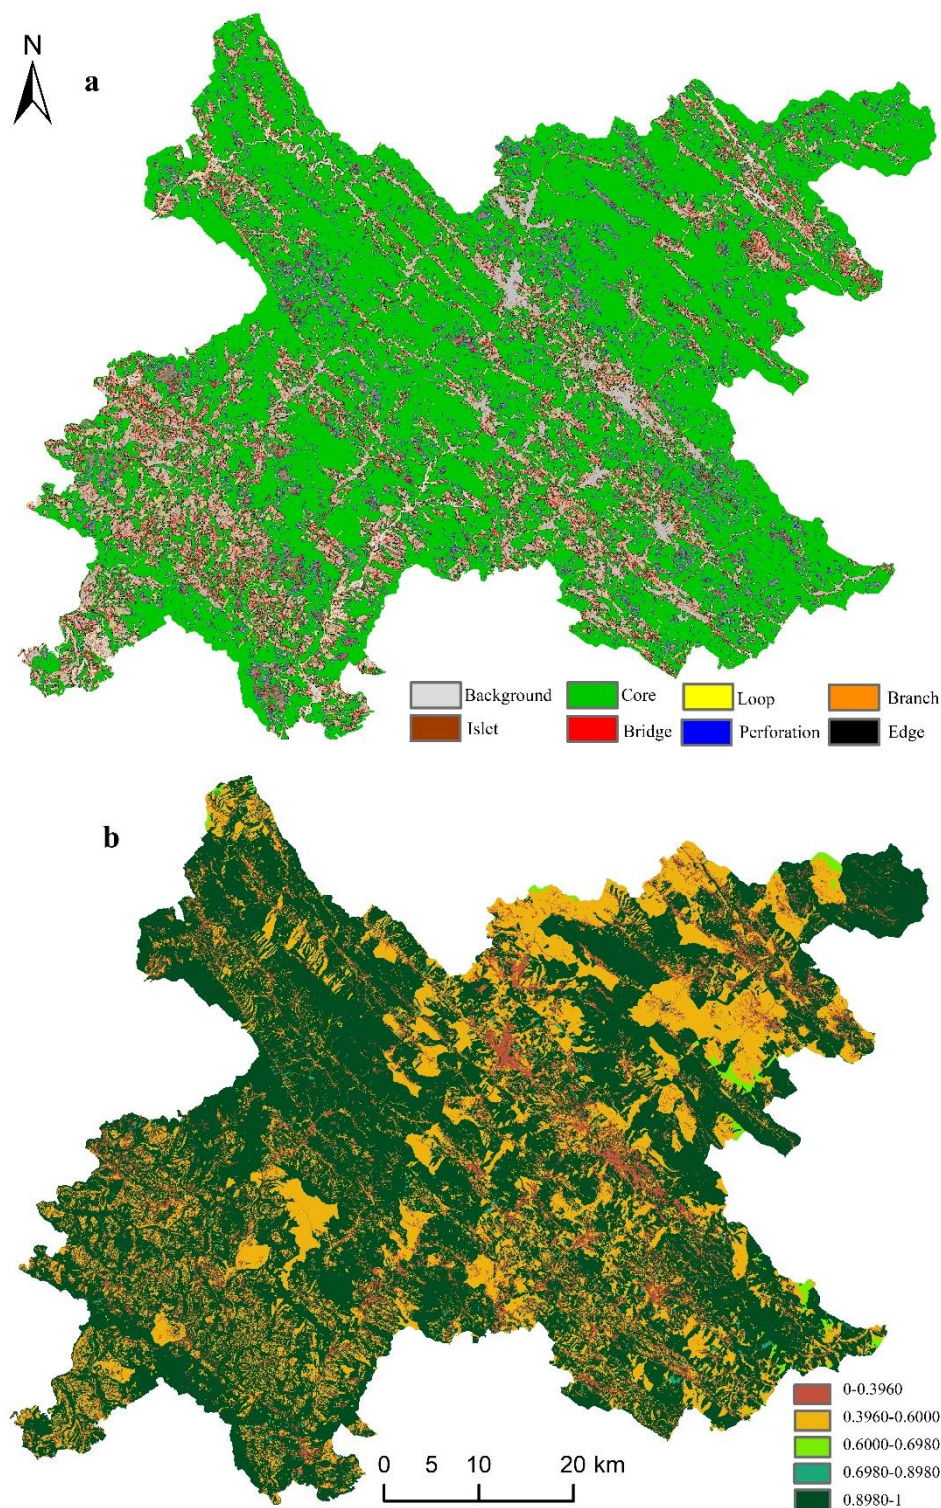 N
a
Background Core Loop Branch
Islet Bridge Perforation Edge
b
0-0.3960
0.3960-0.6000
0.6000-0.6980
0.6980-0.8980
0.8980-1
0 5 10 20 km